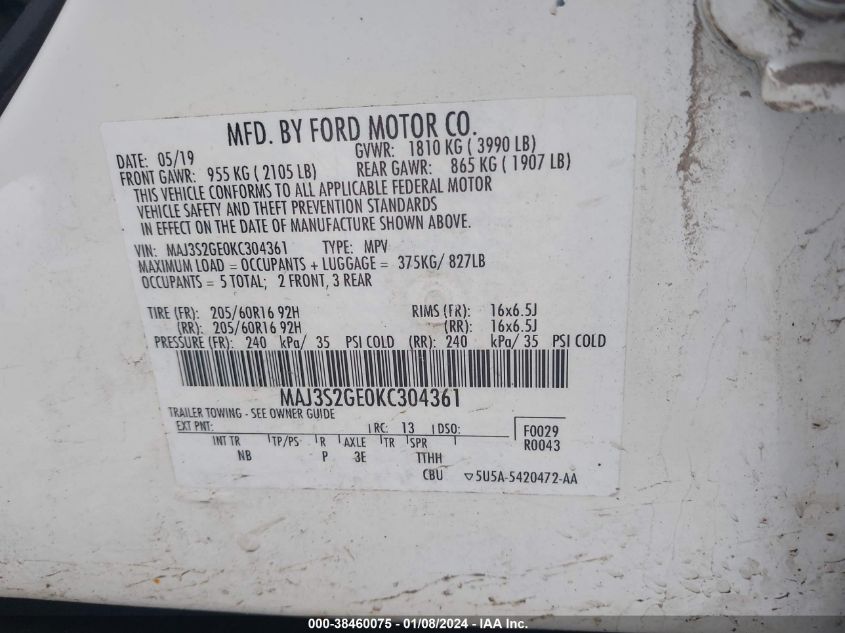 MFD. BY FORD MOTOR CO.
DATE: 05/19 GVWR: 1810 KG ( 3990 LB)
FRONT GAWR: 955 KG ( 2105 LB) REAR GAWR: 865 KG ( 1907 LB)
THIS VEHICLE CONFORMS TO ALL APPLICABLE FEDERAL MOTOR
VEHICLE SAFETY AND THEFT PREVENTION STANDARDS
IN EFFECT ON THE DATE OF MANUFACTURE SHOWN ABOVE.
VIN: MAJ3S2GE0KC304361 TYPE: MPV
MAXIMUM LOAD = OCCUPANTS + LUGGAGE = 375KG/ 827LB
OCCUPANTS = 5 TOTAL; 2 FRONT, 3 REAR
TIRE (FR): 205/60R16 92H RIMS (FR): 16x6.5J
(RR): 205/60R16 92H (RR): 16x6.5J
PRESSURE (FR): 240 kPa/ 35 PSI COLD (RR): 240 kPa/ 35 PSI COLD
MAJ3S2GE0KC304361
TRAILER TOWING - SEE OWNER GUIDE
EXT PNT: RC: 13 DSO: F0029
INT TR TP/PS R AXLE TR SPR R0043
NB P 3E TTHH
CBU ▽5U5A-5420472-AA
000-38460075 - 01/08/2024 - IAA Inc.